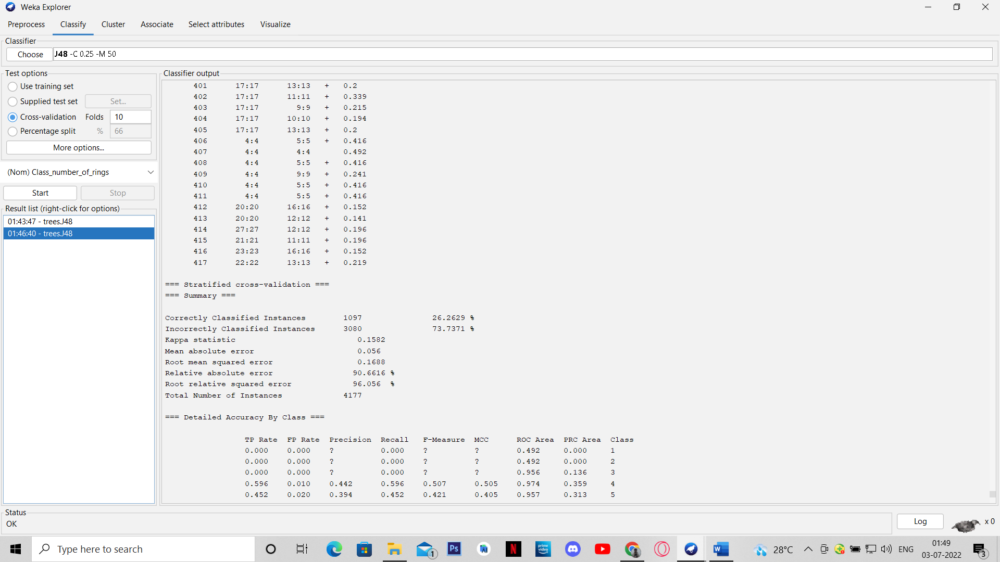 Weka Explorer
Preprocess Classify Cluster Associate Select attributes Visualize
Classifier
Choose J48 -C 0.25 -M 50
Test options
Use training set
Supplied test set Set...
Cross-validation Folds 10
Percentage split % 66
More options...
(Nom) Class_number_of_rings
Start Stop
Result list (right-click for options)
01:43:47 - trees.J48
01:46:40 - trees.J48
Classifier output
401 17:17 13:13 + 0.2
402 17:17 11:11 + 0.339
403 17:17 9:9 + 0.215
404 17:17 10:10 + 0.194
405 17:17 13:13 + 0.2
406 4:4 5:5 + 0.416
407 4:4 4:4 0.492
408 4:4 5:5 + 0.416
409 4:4 9:9 + 0.241
410 4:4 5:5 + 0.416
411 4:4 5:5 + 0.416
412 20:20 16:16 + 0.152
413 20:20 12:12 + 0.141
414 27:27 12:12 + 0.196
415 21:21 11:11 + 0.196
416 23:23 16:16 + 0.152
417 22:22 13:13 + 0.219
=== Stratified cross-validation ===
=== Summary ===
Correctly Classified Instances 1097 26.2629 %
Incorrectly Classified Instances 3080 73.7371 %
Kappa statistic 0.1582
Mean absolute error 0.056
Root mean squared error 0.1688
Relative absolute error 90.6616 %
Root relative squared error 96.056 %
Total Number of Instances 4177
=== Detailed Accuracy By Class ===
TP Rate FP Rate Precision Recall F-Measure MCC ROC Area PRC Area Class
0.000 0.000 ? 0.000 ? ? 0.492 0.000 1
0.000 0.000 ? 0.000 ? ? 0.492 0.000 2
0.000 0.000 ? 0.000 ? ? 0.956 0.136 3
0.596 0.010 0.442 0.596 0.507 0.505 0.974 0.359 4
0.452 0.020 0.394 0.452 0.421 0.405 0.957 0.313 5
Status
OK
Log x 0
Type here to search
1
Ps
N
prime video
W
28°C
ENG
01:49
03-07-2022
3